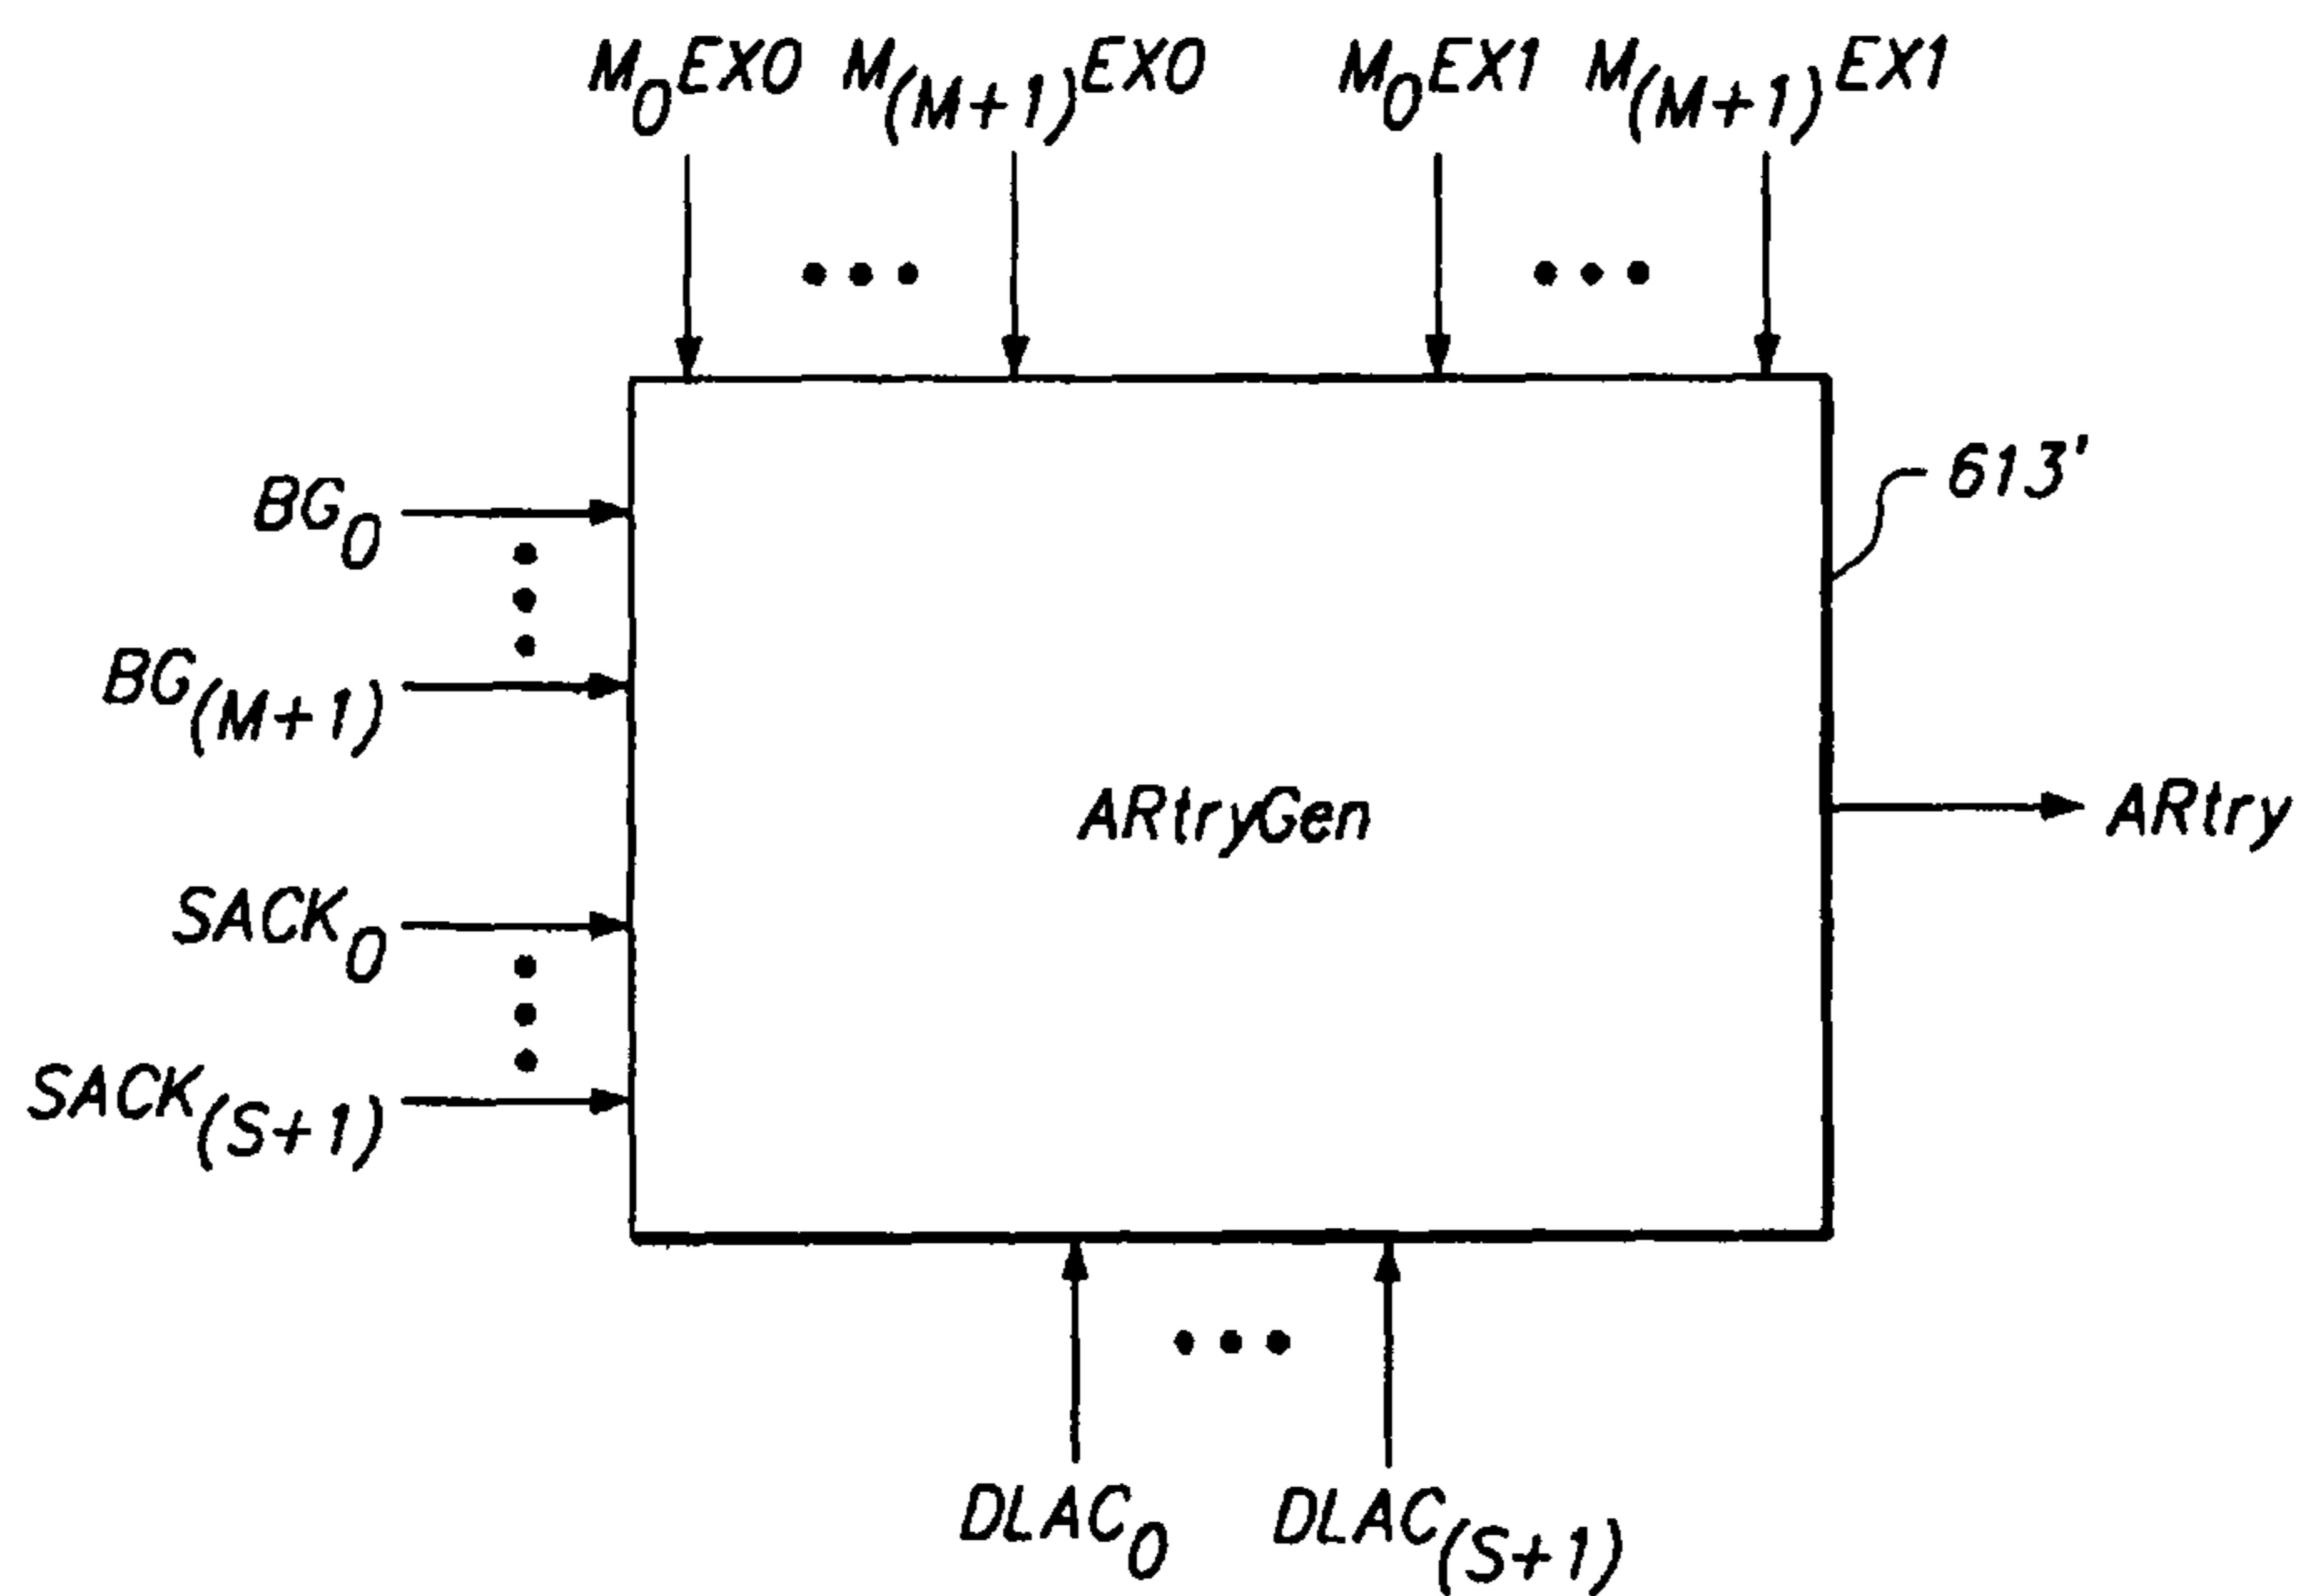 M₀EX0 M₍M+1₎EX0 M₀EX1 M₍M+1₎EX1
613'
BG₀
BG₍M+1₎
ARtryGen
ARtry
SACK₀
SACK₍S+1₎
DLAC₀ DLAC₍S+1₎